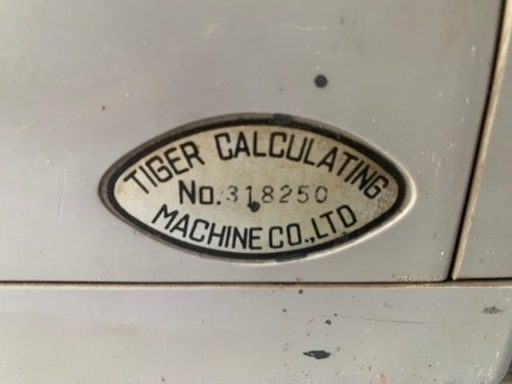 TIGER CALCULATING
No. 318250
MACHINE CO., LTD